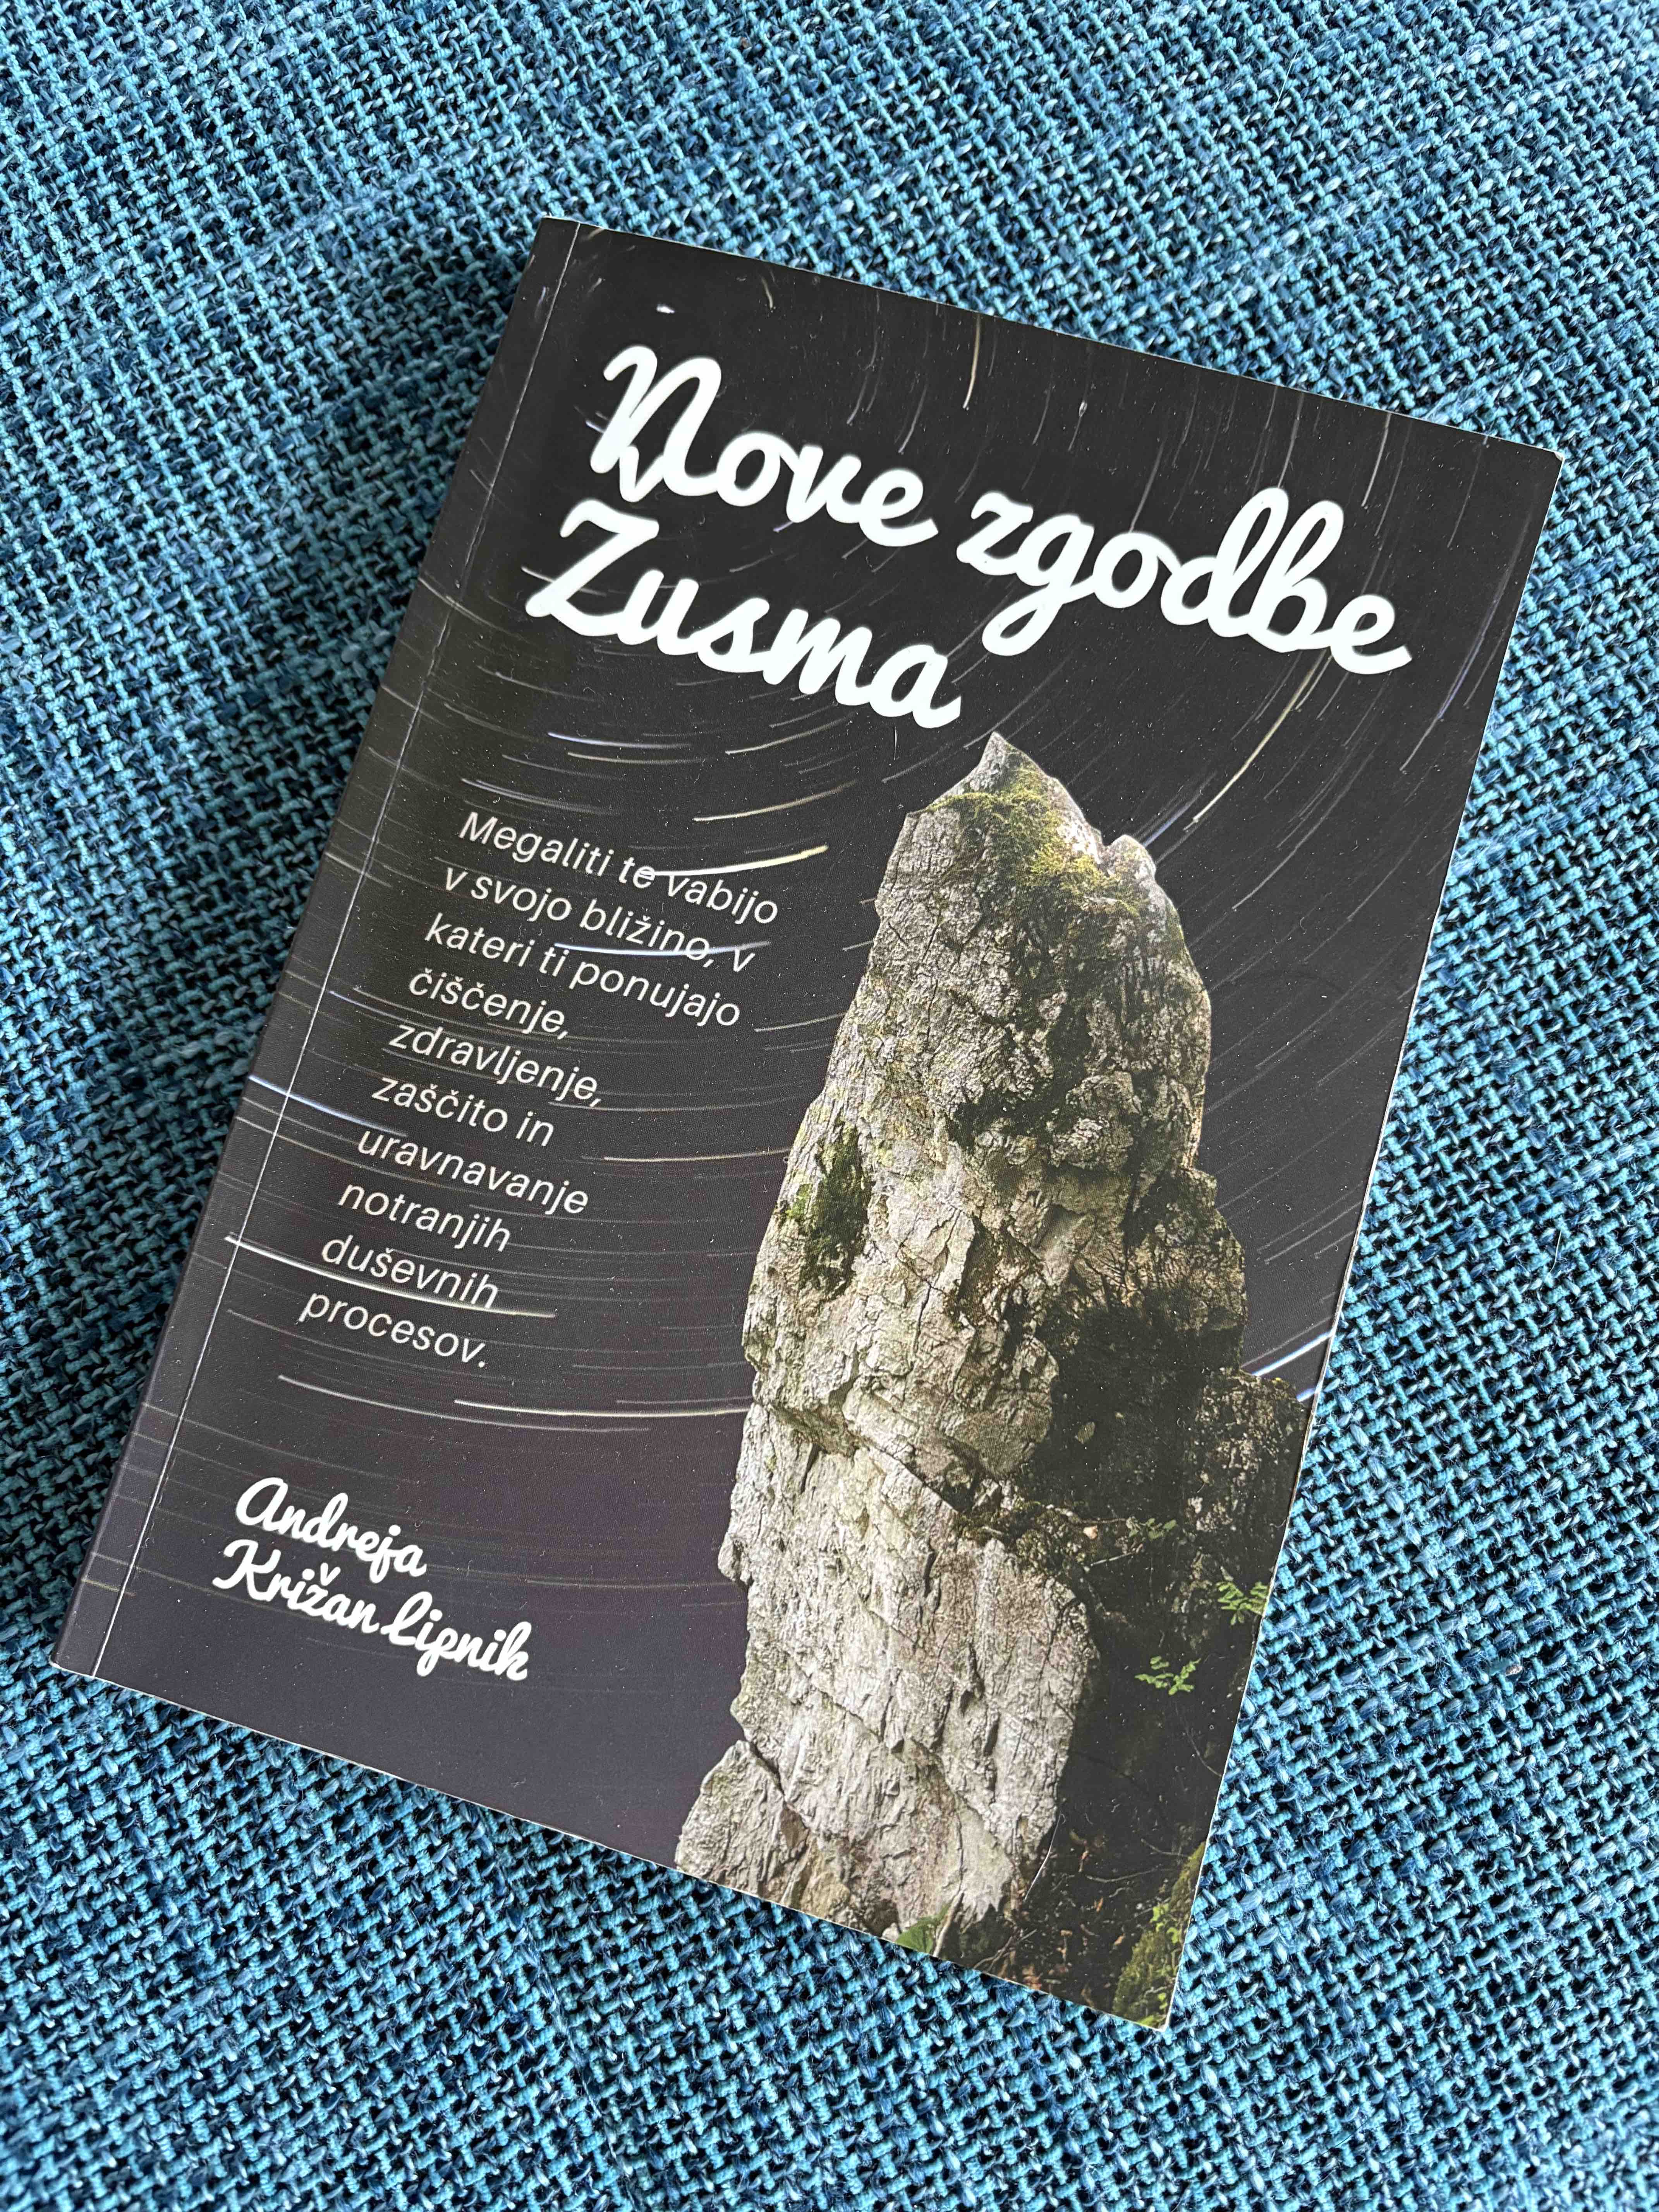 Nove zgodbe
Zusma
Megaliti te vabijo
v svojo bližino, v
kateri ti ponujajo
čiščenje,
zdravljenje,
zaščito in
uravnavanje
notranjih
duševnih
procesov.
Andreja
Križan Lipnik